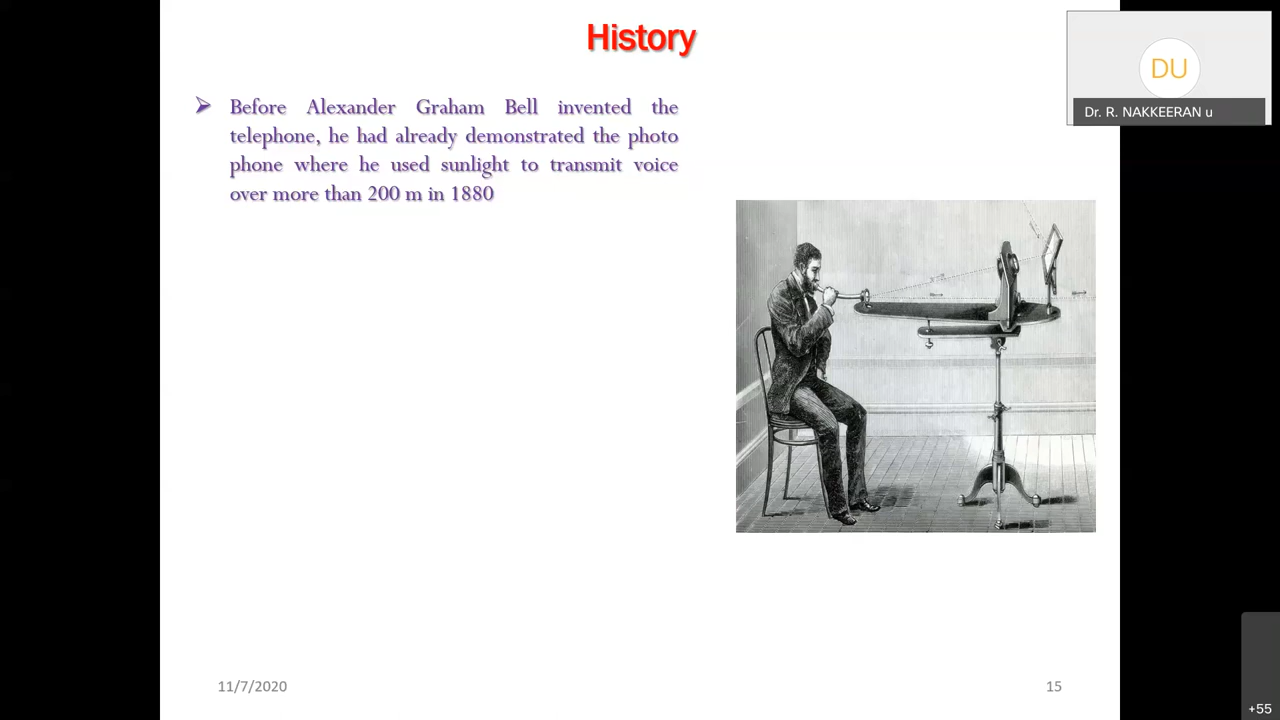 History
DU
Dr. R. NAKKEERAN u
➢ Before Alexander Graham Bell invented the
telephone, he had already demonstrated the photo
phone where he used sunlight to transmit voice
over more than 200 m in 1880
11/7/2020
15
+55